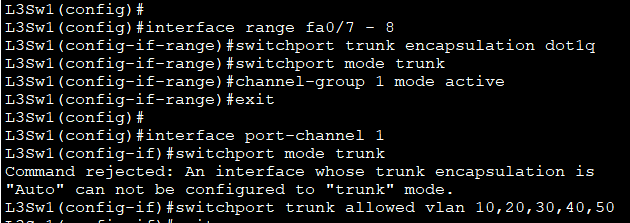 L3Sw1(config)#
L3Sw1(config)#interface range fa0/7 - 8
L3Sw1(config-if-range)#switchport trunk encapsulation dot1q
L3Sw1(config-if-range)#switchport mode trunk
L3Sw1(config-if-range)#channel-group 1 mode active
L3Sw1(config-if-range)#exit
L3Sw1(config)#
L3Sw1(config)#interface port-channel 1
L3Sw1(config-if)#switchport mode trunk
Command rejected: An interface whose trunk encapsulation is
"Auto" can not be configured to "trunk" mode.
L3Sw1(config-if)#switchport trunk allowed vlan 10,20,30,40,50